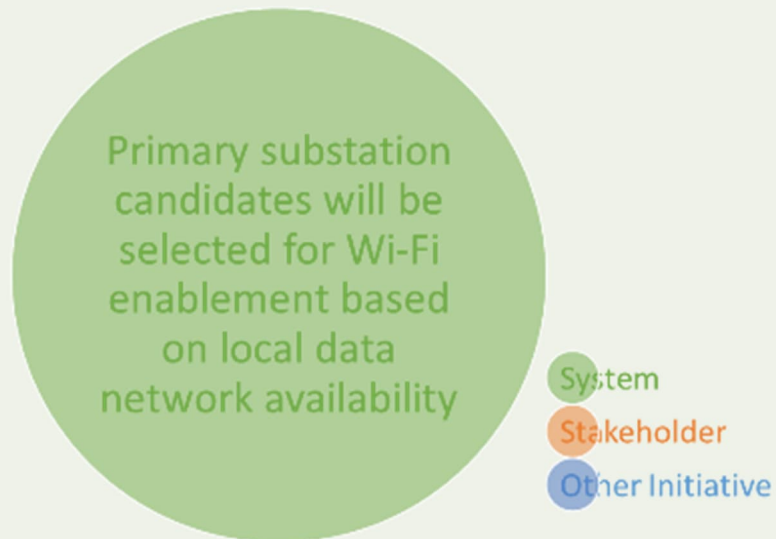 Primary substation
candidates will be
selected for Wi-Fi
enablement based
on local data
network availability
System
Stakeholder
Other Initiative